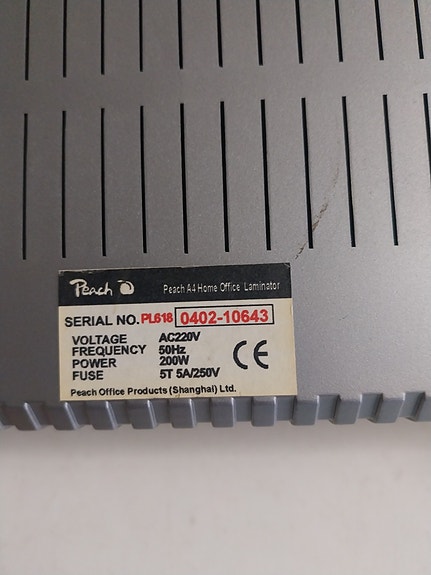 Peach
Peach A4 Home Office Laminator
SERIAL NO. PL618 0402-10643
VOLTAGE AC220V
FREQUENCY 50Hz
POWER 200W
FUSE 5T 5A/250V
CE
Peach Office Products (Shanghai) Ltd.